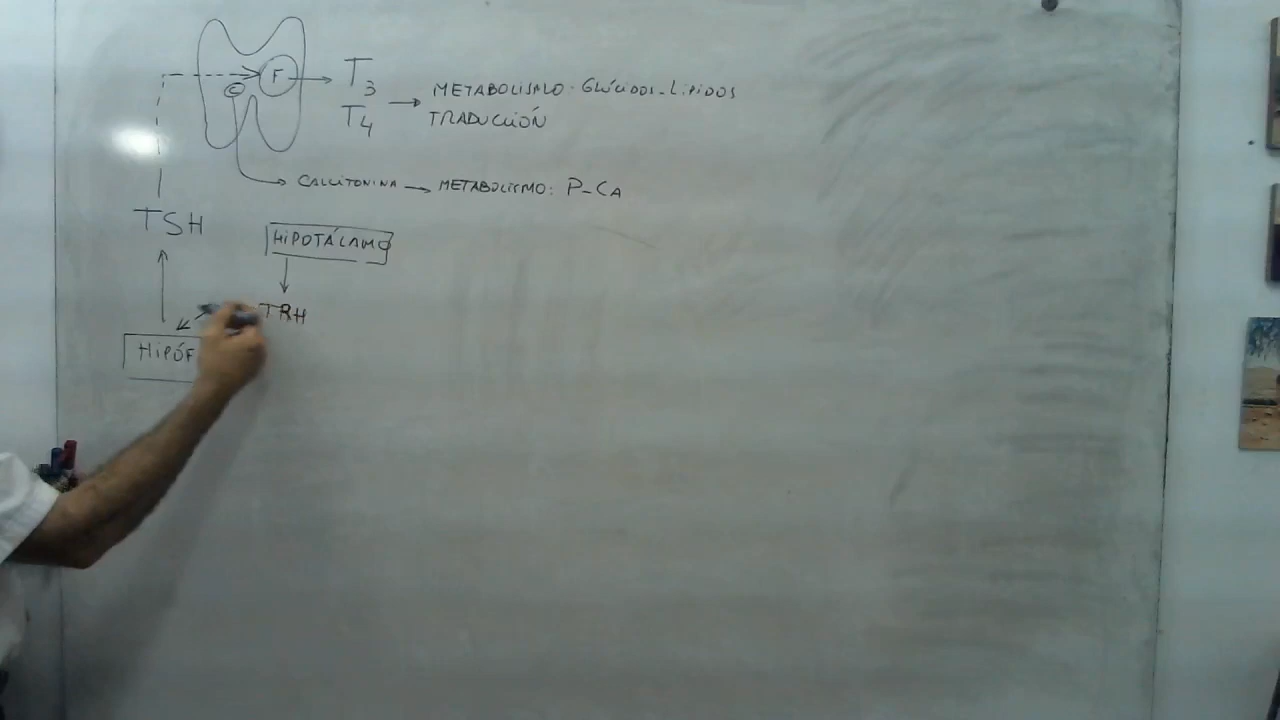 F
C
T3
T4
METABOLISMO: GLÚCIDOS-LÍPIDOS
TRADUCCIÓN
CALCITONINA
METABOLISMO: P-CA
TSH
HIPOTÁLAMO
TRH
HIPÓF